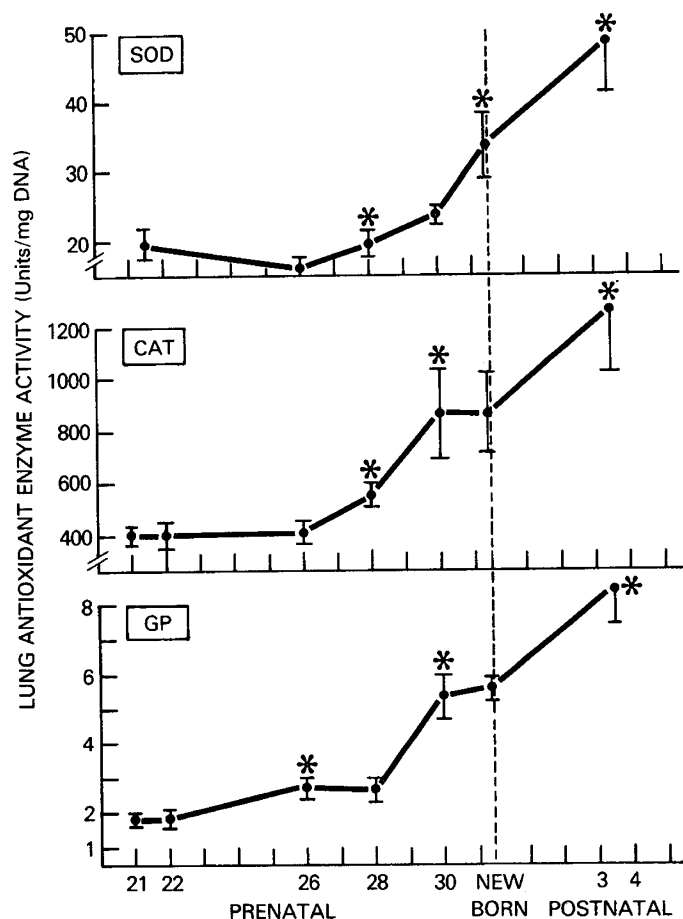 LUNG ANTIOXIDANT ENZYME ACTIVITY (Units/mg DNA)
SOD
50
40
30
20
CAT
1200
1000
800
600
400
GP
8
6
4
2
1
21 22 26 28 30 NEW 3 4
PRENATAL BORN POSTNATAL